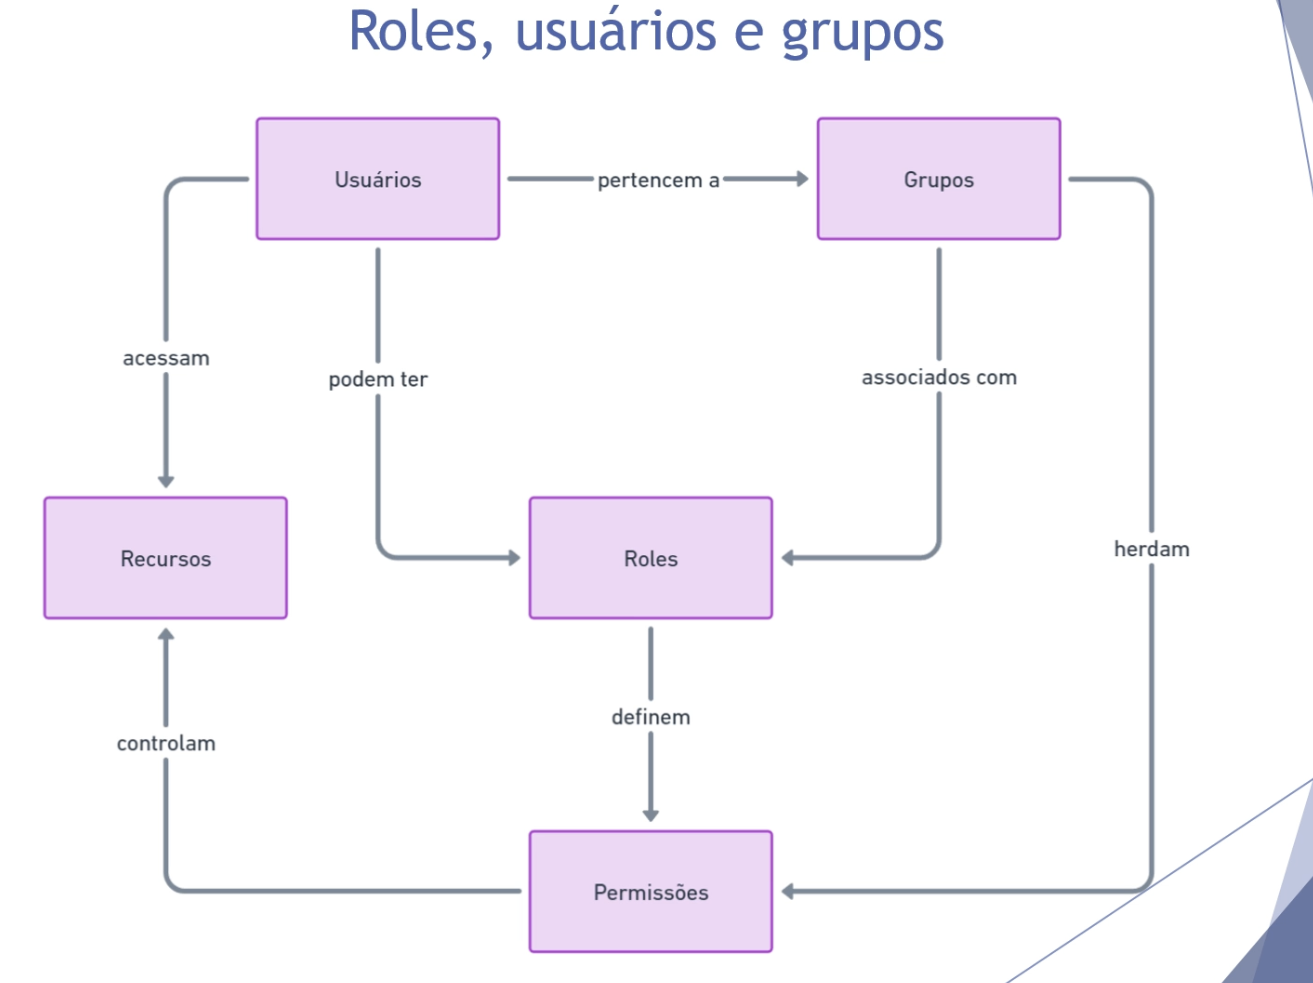 Roles, usuários e grupos
Usuários
pertencem a
Grupos
acessam
podem ter
associados com
Recursos
Roles
herdam
definem
controlam
Permissões